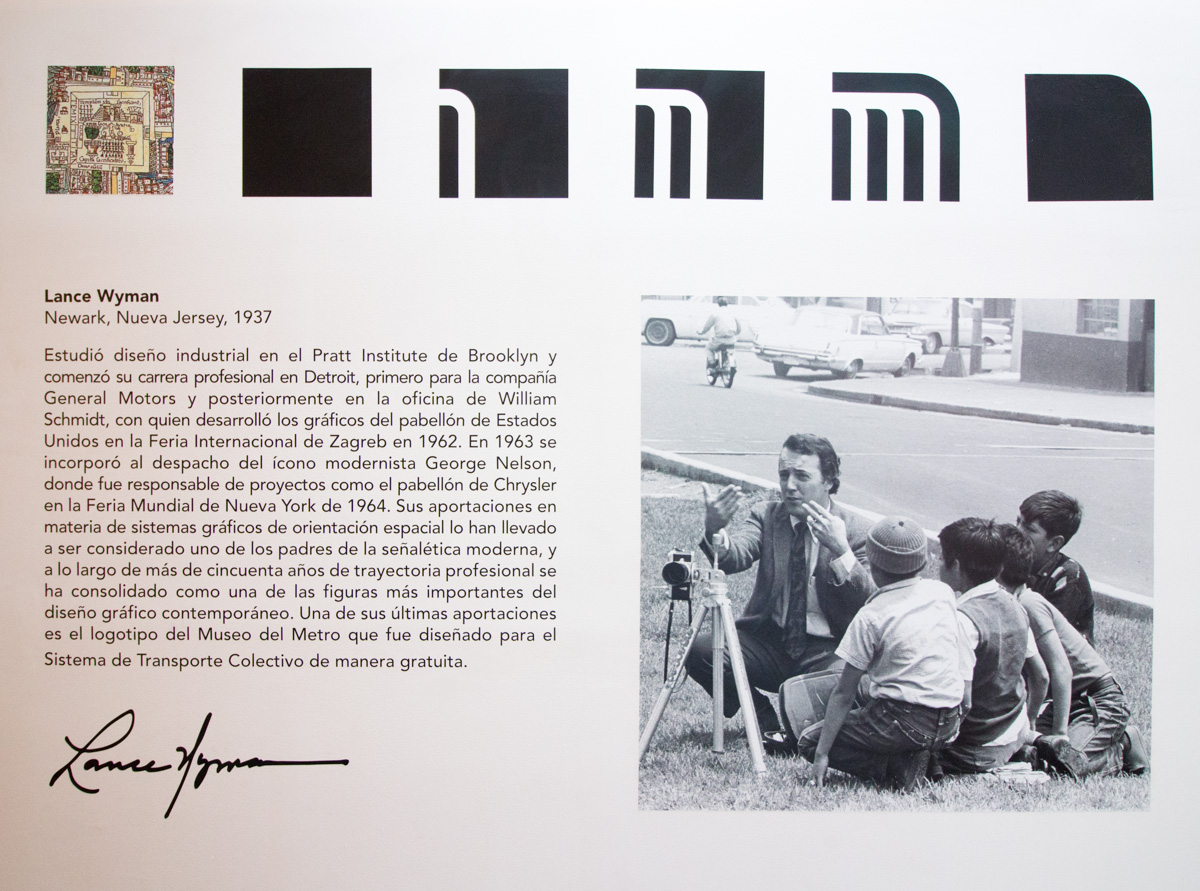 Lance Wyman
Newark, Nueva Jersey, 1937
Estudió diseño industrial en el Pratt Institute de Brooklyn y
comenzó su carrera profesional en Detroit, primero para la compañía
General Motors y posteriormente en la oficina de William
Schmidt, con quien desarrolló los gráficos del pabellón de Estados
Unidos en la Feria Internacional de Zagreb en 1962. En 1963 se
incorporó al despacho del ícono modernista George Nelson,
donde fue responsable de proyectos como el pabellón de Chrysler
en la Feria Mundial de Nueva York de 1964. Sus aportaciones en
materia de sistemas gráficos de orientación espacial lo han llevado
a ser considerado uno de los padres de la señalética moderna, y
a lo largo de más de cincuenta años de trayectoria profesional se
ha consolidado como una de las figuras más importantes del
diseño gráfico contemporáneo. Una de sus últimas aportaciones
es el logotipo del Museo del Metro que fue diseñado para el
Sistema de Transporte Colectivo de manera gratuita.
Lance Wyman